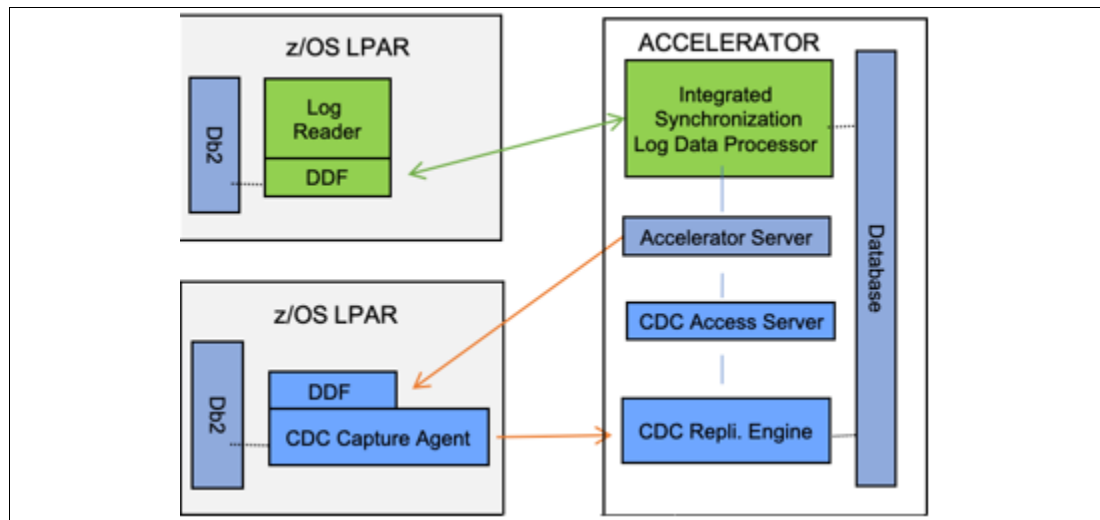 z/OS LPAR
Db2
Log
Reader
DDF
z/OS LPAR
Db2
DDF
CDC Capture Agent
ACCELERATOR
Integrated
Synchronization
Log Data Processor
Accelerator Server
CDC Access Server
CDC Repli. Engine
Database